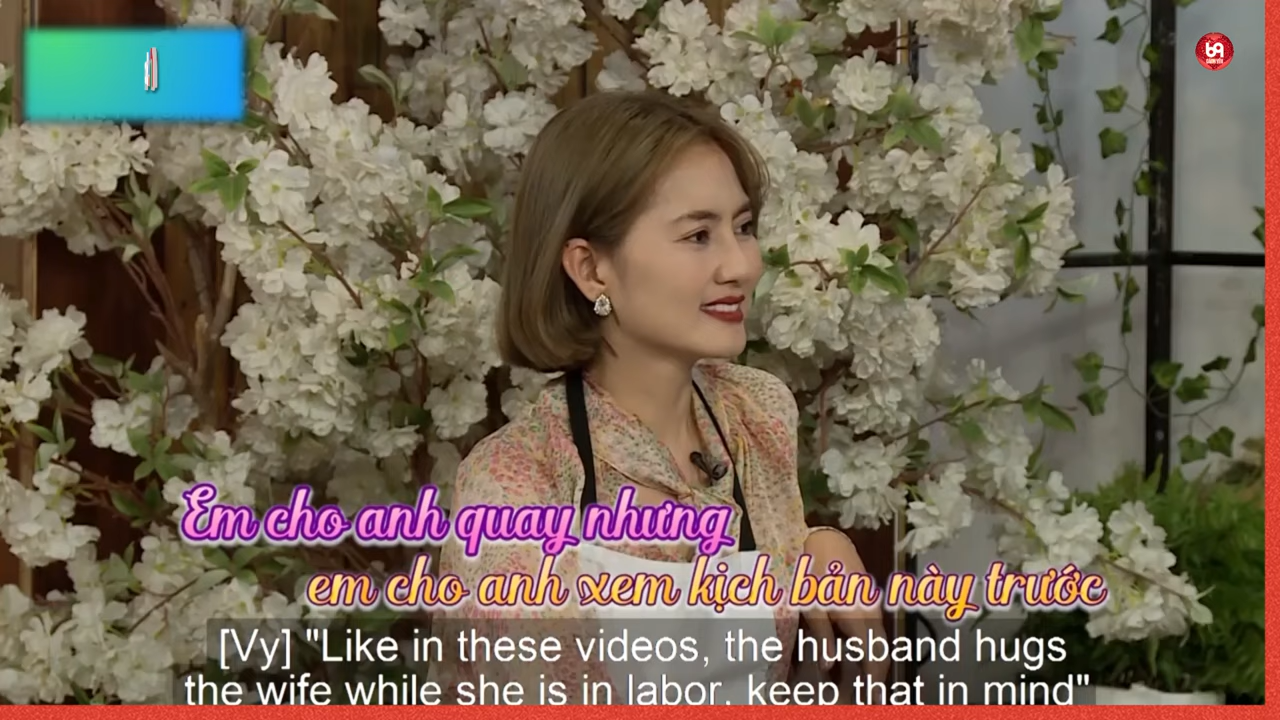 Em cho anh quay nhưng
em cho anh xem kịch bản này trước
[Vy] "Like in these videos, the husband hugs
the wife while she is in labor, keep that in mind"